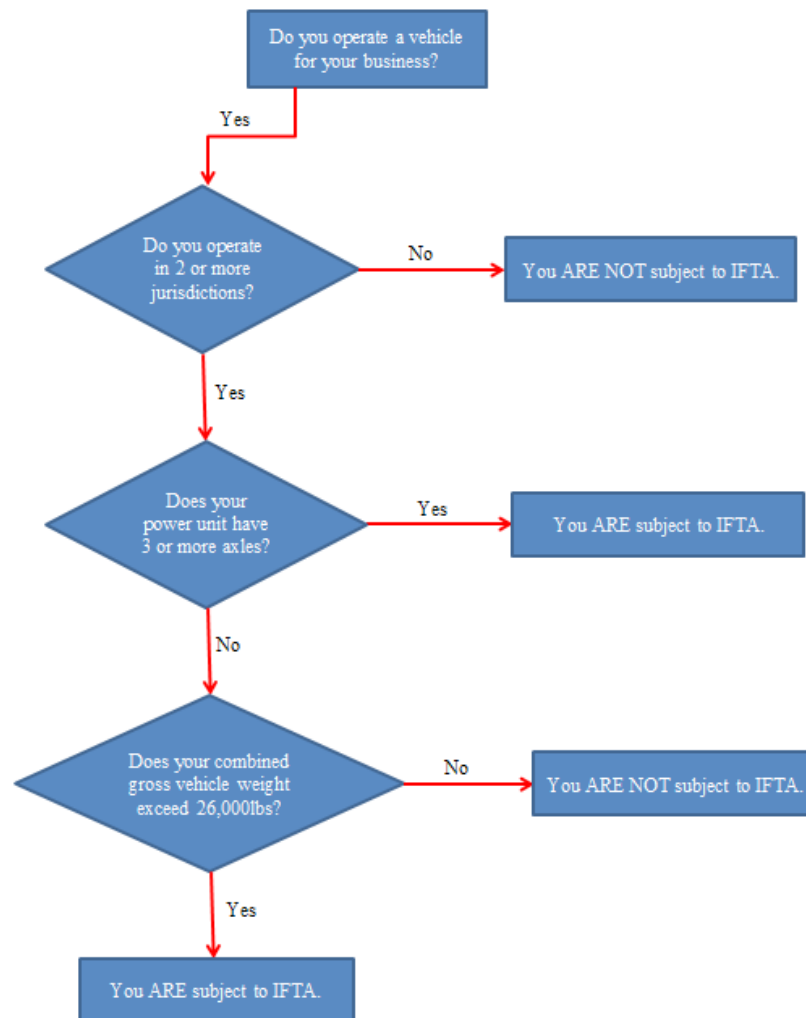 Do you operate a vehicle
for your business?
Yes
Do you operate
in 2 or more
jurisdictions?
No
You ARE NOT subject to IFTA.
Yes
Does your
power unit have
3 or more axles?
Yes
You ARE subject to IFTA.
No
Does your combined
gross vehicle weight
exceed 26,000lbs?
No
You ARE NOT subject to IFTA.
Yes
You ARE subject to IFTA.